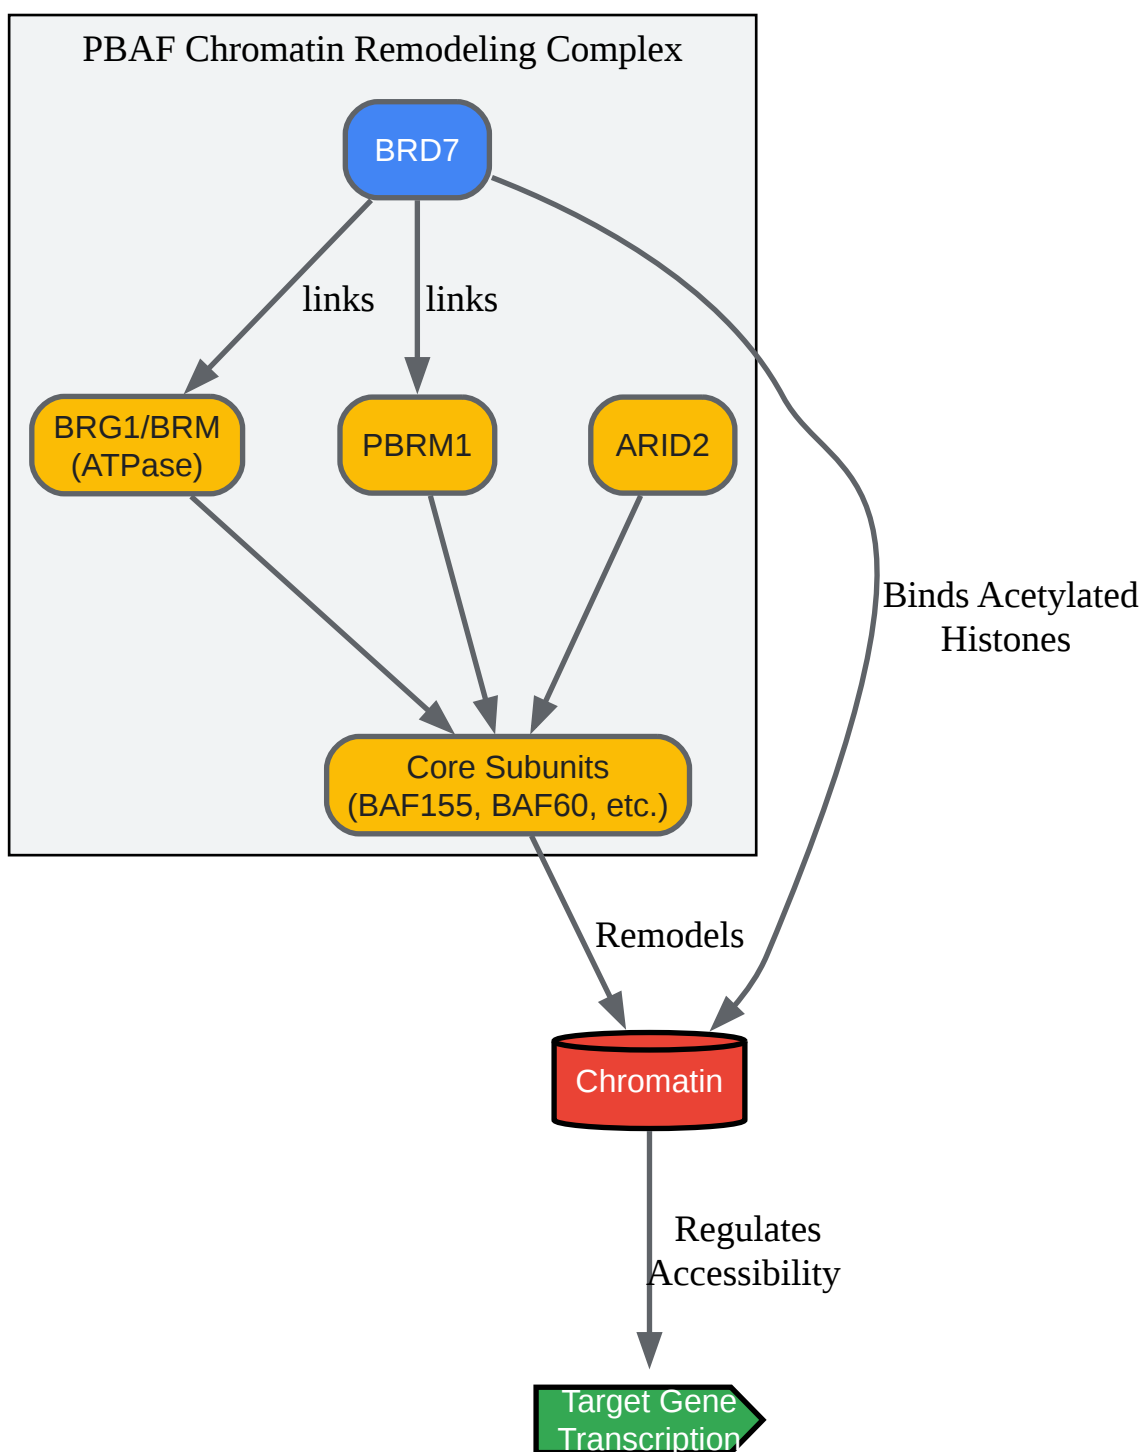 PBAF Chromatin Remodeling Complex
BRD7
links
links
BRG1/BRM
(ATPase)
PBRM1
ARID2
Binds Acetylated
Histones
Core Subunits
(BAF155, BAF60, etc.)
Remodels
Chromatin
Regulates
Accessibility
Target Gene
Transcription